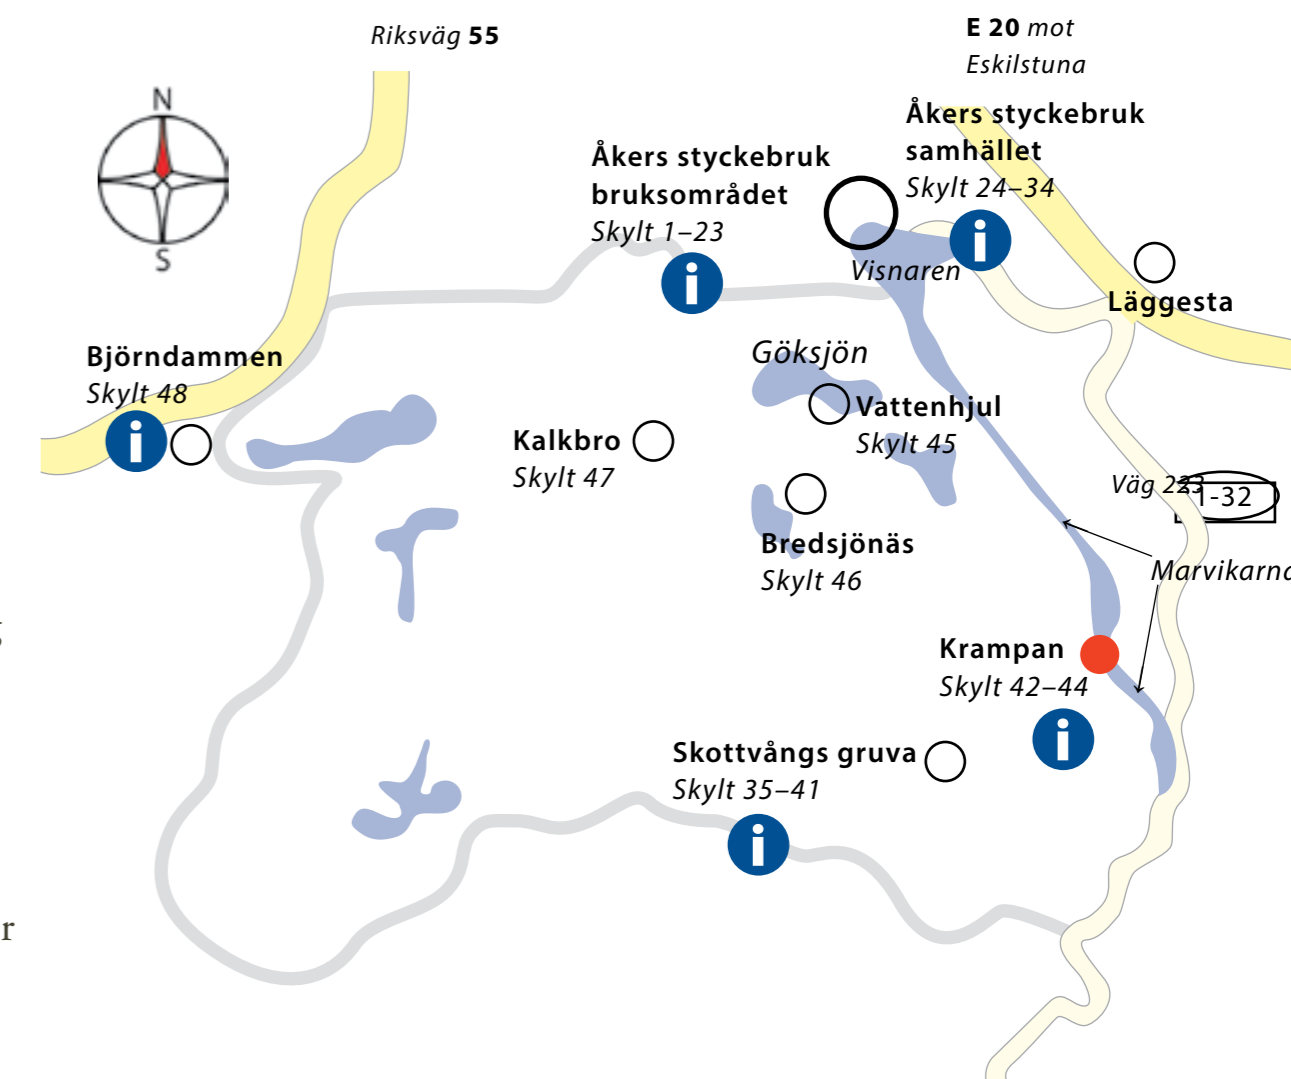 Riksväg 55
E 20 mot
Eskilstuna
N
S
Åkers styckebruk
samhället
Skylt 24–34
Åkers styckebruk
bruksområdet
Skylt 1–23
i
i
Visnaren
Läggesta
Björndammen
Skylt 48
i
Göksjön
Vattenhjul
Skylt 45
Kalkbro
Skylt 47
Väg 223
1-32
Bredsjönäs
Skylt 46
Marvikarna
Krampan
Skylt 42–44
i
Skottvångs gruva
Skylt 35–41
i
r